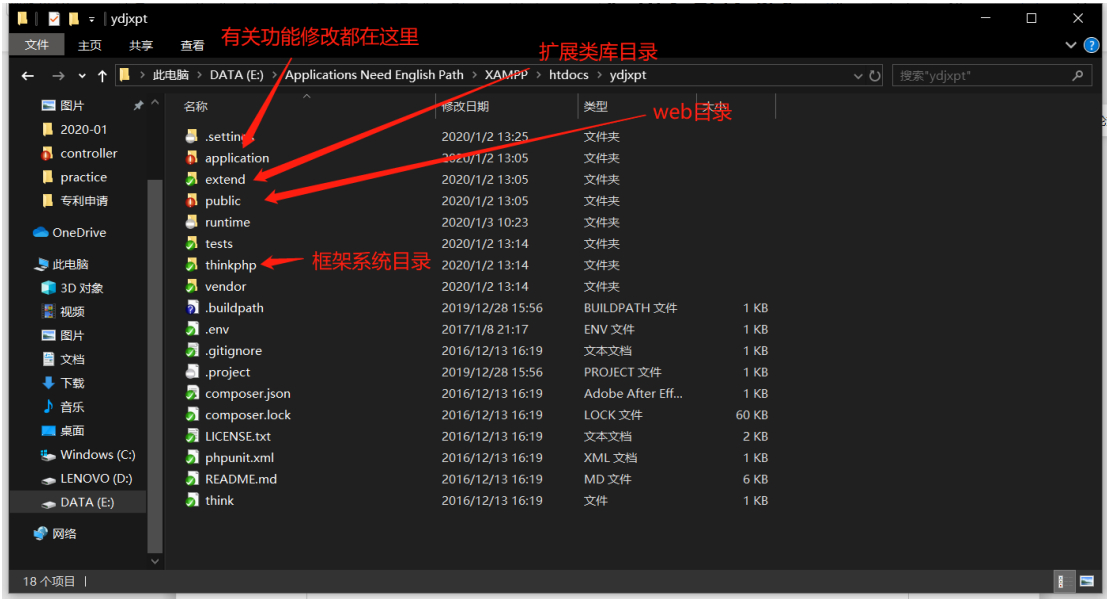 ydjxpt
文件 主页 共享 查看
有关功能修改都在这里
扩展类库目录
此电脑 › DATA (E:) › Applications Need English Path › XAMPP › htdocs › ydjxpt
搜索"ydjxpt"
名称 修改日期 类型 大小
web目录
图片
2020-01
controller
practice
专利申请
OneDrive
此电脑
3D 对象
视频
图片
文档
下载
音乐
桌面
Windows (C:)
LENOVO (D:)
DATA (E:)
网络
.settings 2020/1/2 13:25 文件夹
application 2020/1/2 13:05 文件夹
extend 2020/1/2 13:05 文件夹
public 2020/1/2 13:05 文件夹
runtime 2020/1/3 10:23 文件夹
tests 2020/1/2 13:14 文件夹
thinkphp 2020/1/2 13:14 文件夹
框架系统目录
vendor 2020/1/2 13:14 文件夹
.buildpath 2019/12/28 15:56 BUILDPATH 文件 1 KB
.env 2017/1/8 21:17 ENV 文件 1 KB
.gitignore 2016/12/13 16:19 文本文档 1 KB
.project 2019/12/28 15:56 PROJECT 文件 1 KB
composer.json 2016/12/13 16:19 Adobe After Eff... 1 KB
composer.lock 2016/12/13 16:19 LOCK 文件 60 KB
LICENSE.txt 2016/12/13 16:19 文本文档 2 KB
phpunit.xml 2016/12/13 16:19 XML 文档 1 KB
README.md 2016/12/13 16:19 MD 文件 6 KB
think 2016/12/13 16:19 文件 1 KB
18 个项目